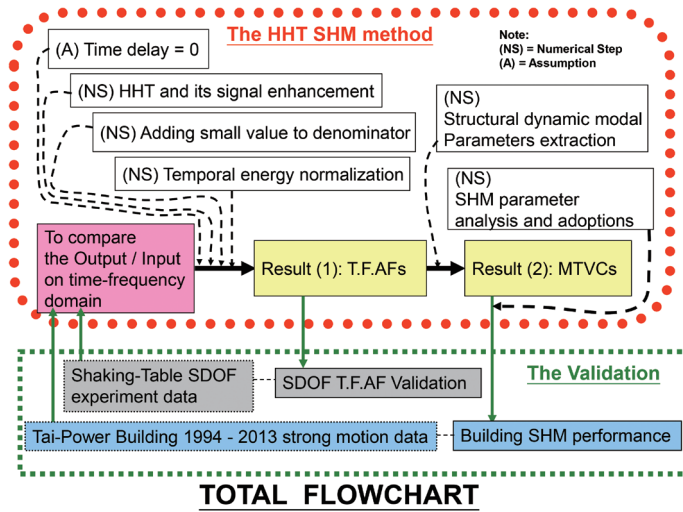 The HHT SHM method
Note:
(NS) = Numerical Step
(A) = Assumption
(A) Time delay = 0
(NS) HHT and its signal enhancement
(NS) Adding small value to denominator
(NS) Temporal energy normalization
(NS)
Structural dynamic modal
Parameters extraction
(NS)
SHM parameter
analysis and adoptions
To compare
the Output / Input
on time-frequency
domain
Result (1): T.F.AFs
Result (2): MTVCs
The Validation
Shaking-Table SDOF
experiment data
SDOF T.F.AF Validation
Tai-Power Building 1994 - 2013 strong motion data
Building SHM performance
TOTAL FLOWCHART